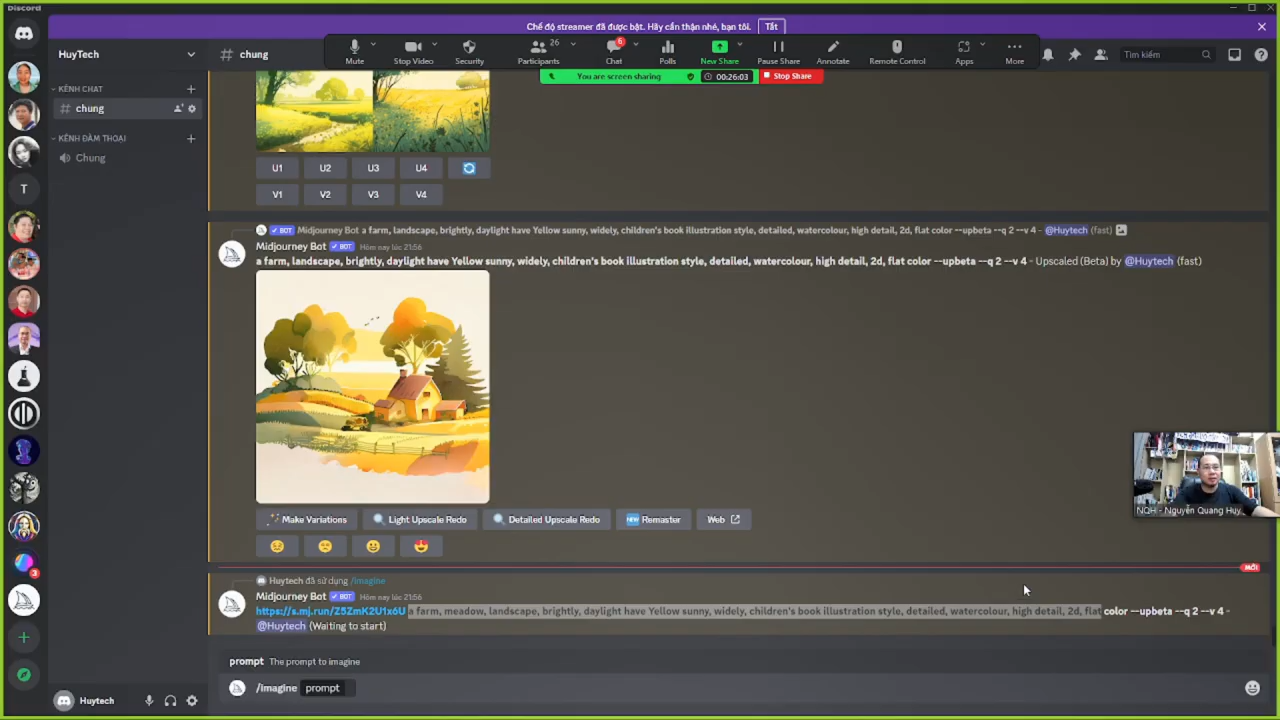 Discord
Chế độ streamer đã được bật. Hãy cẩn thận nhé, bạn tôi.
Tắt
HuyTech
# chung
Mute
Stop Video
Security
26
Participants
6
Chat
Polls
New Share
Pause Share
Annotate
Remote Control
Apps
More
Tìm kiếm
You are screen sharing
00:26:03
Stop Share
KÊNH CHAT
# chung
KÊNH ĐÀM THOẠI
Chung
T
3
U1 U2 U3 U4
V1 V2 V3 V4
BOT Midjourney Bot a farm, landscape, brightly, daylight have Yellow sunny, widely, children's book illustration style, detailed, watercolour, high detail, 2d, flat color --upbeta --q 2 --v 4 - @Huytech (fast)
Midjourney Bot BOT Hôm nay lúc 21:56
a farm, landscape, brightly, daylight have Yellow sunny, widely, children's book illustration style, detailed, watercolour, high detail, 2d, flat color --upbeta --q 2 --v 4 - Upscaled (Beta) by @Huytech (fast)
Make Variations
Light Upscale Redo
Detailed Upscale Redo
NEW Remaster
Web
MỚI
Huytech đã sử dụng /imagine
Midjourney Bot BOT Hôm nay lúc 21:56
https://s.mj.run/Z5ZmK2U1x6U a farm, meadow, landscape, brightly, daylight have Yellow sunny, widely, children's book illustration style, detailed, watercolour, high detail, 2d, flat color --upbeta --q 2 --v 4 -
@Huytech (Waiting to start)
prompt The prompt to imagine
/imagine prompt
Huytech
NQH - Nguyễn Quang Huy